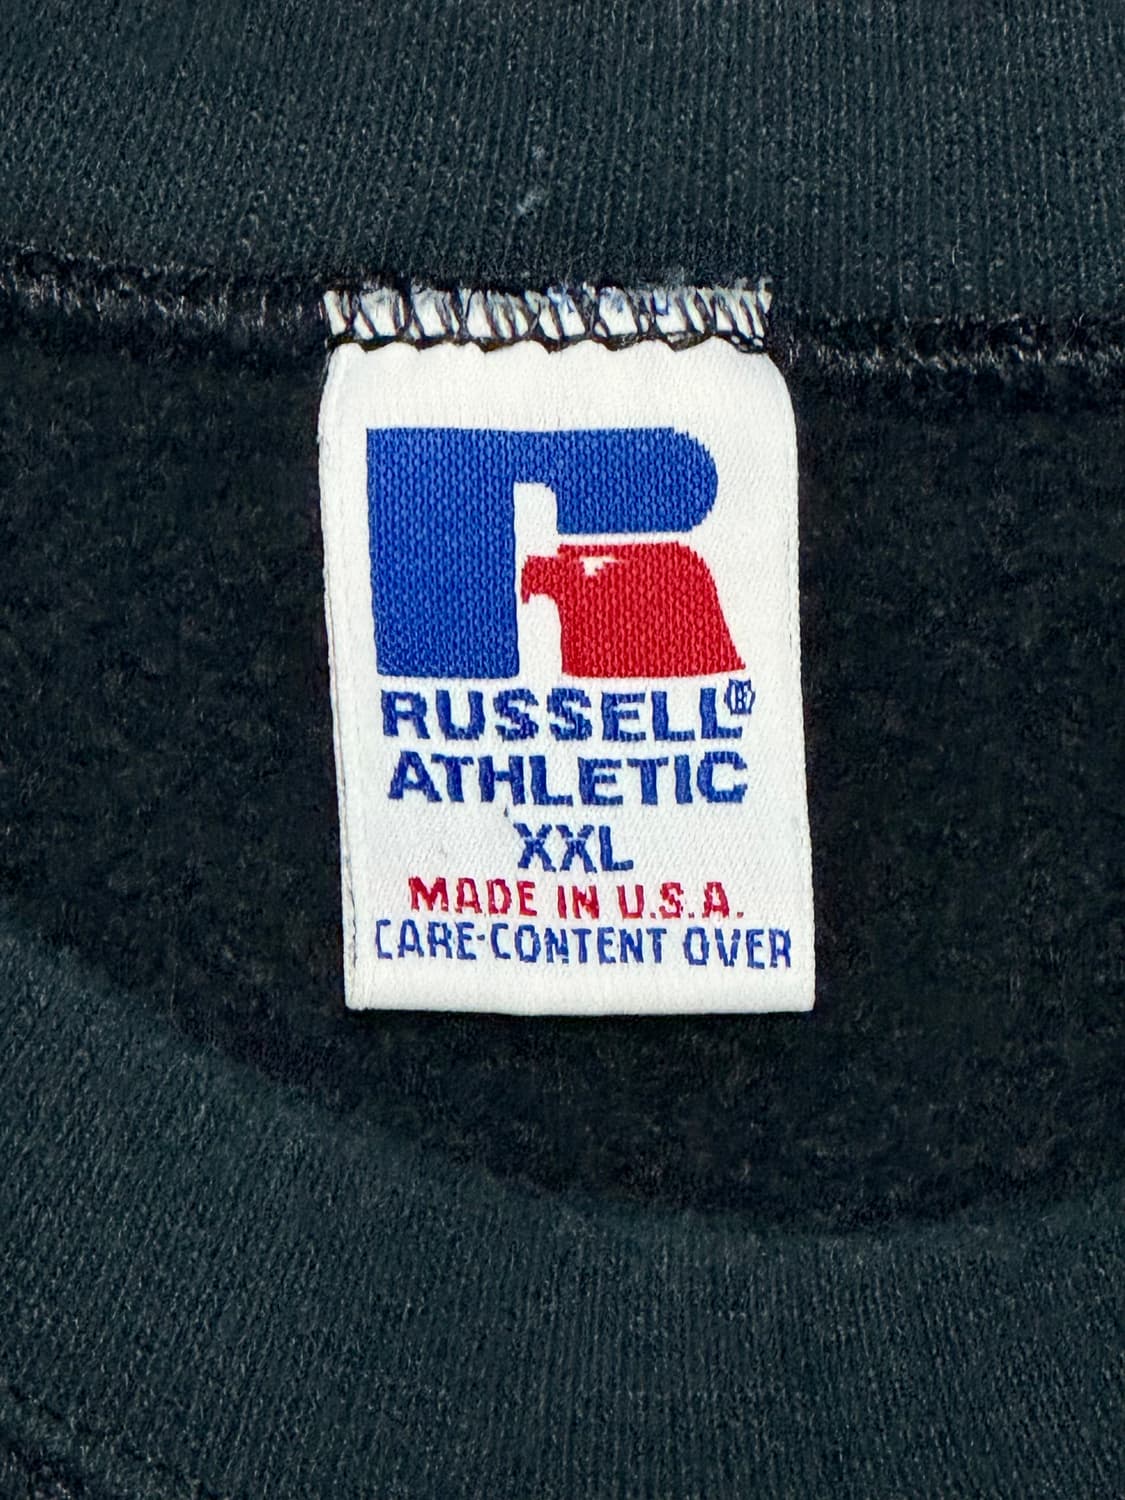 RUSSELL®
ATHLETIC
XXL
MADE IN U.S.A.
CARE-CONTENT OVER